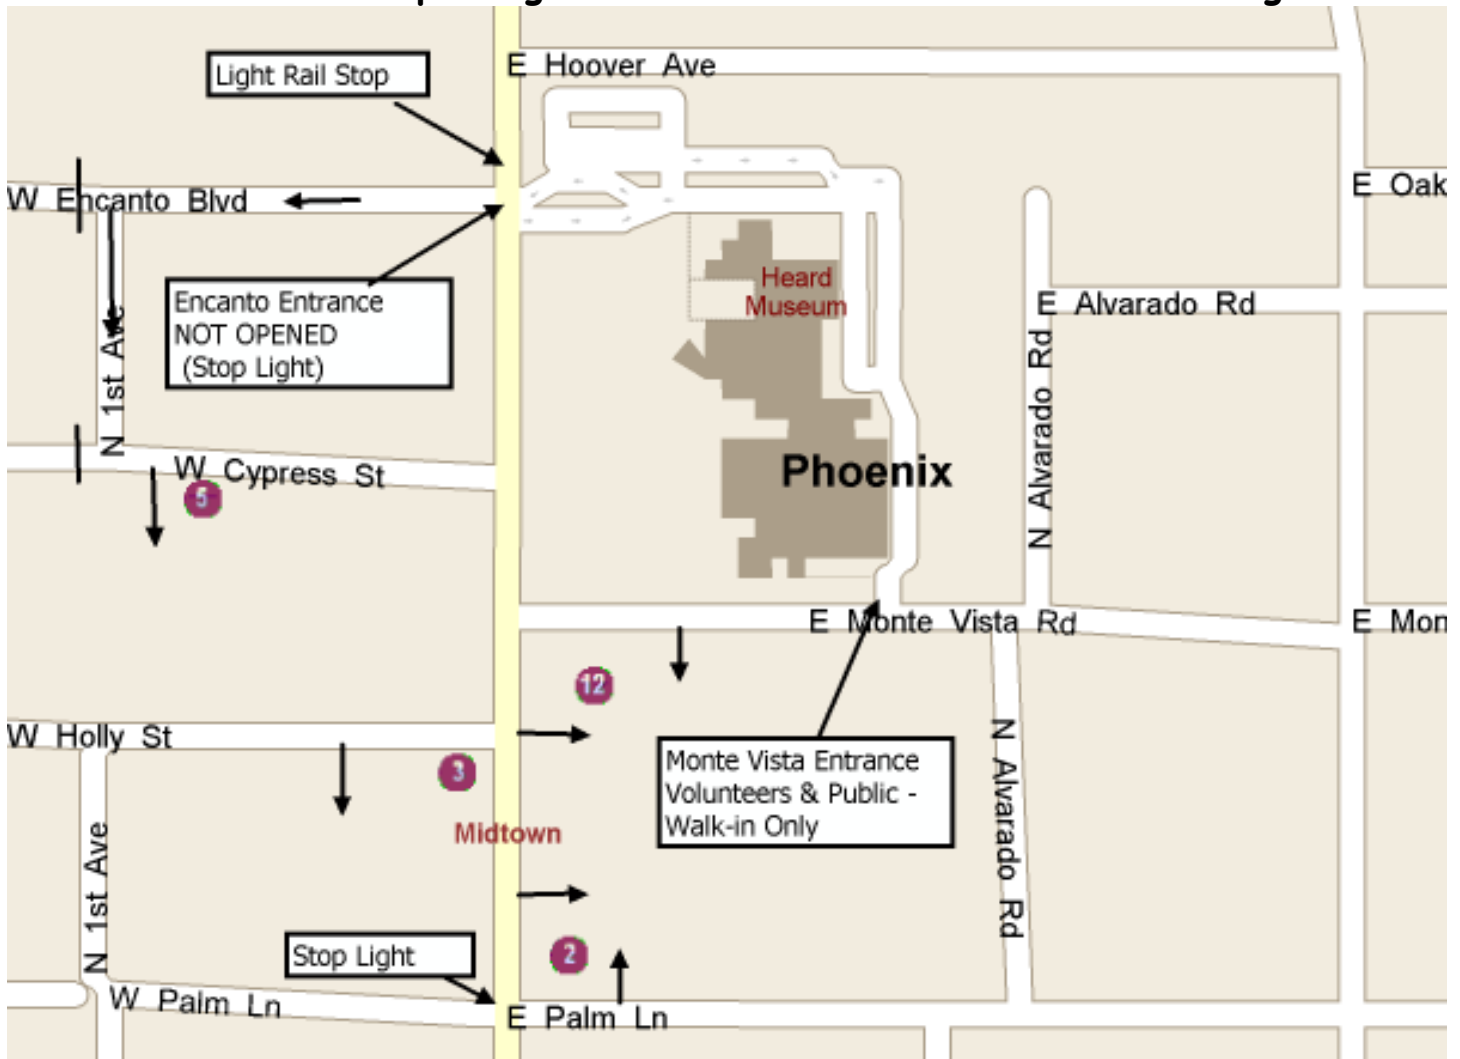 Light Rail Stop
E Hoover Ave
W Encanto Blvd
E Oak
Encanto Entrance
NOT OPENED
(Stop Light)
Heard
Museum
E Alvarado Rd
N 1st Ave
N Alvarado Rd
W Cypress St
5
Phoenix
E Monte Vista Rd
E Mon
12
W Holly St
3
Monte Vista Entrance
Volunteers & Public -
Walk-in Only
N Alvarado Rd
Midtown
N 1st Ave
Stop Light
2
W Palm Ln
E Palm Ln